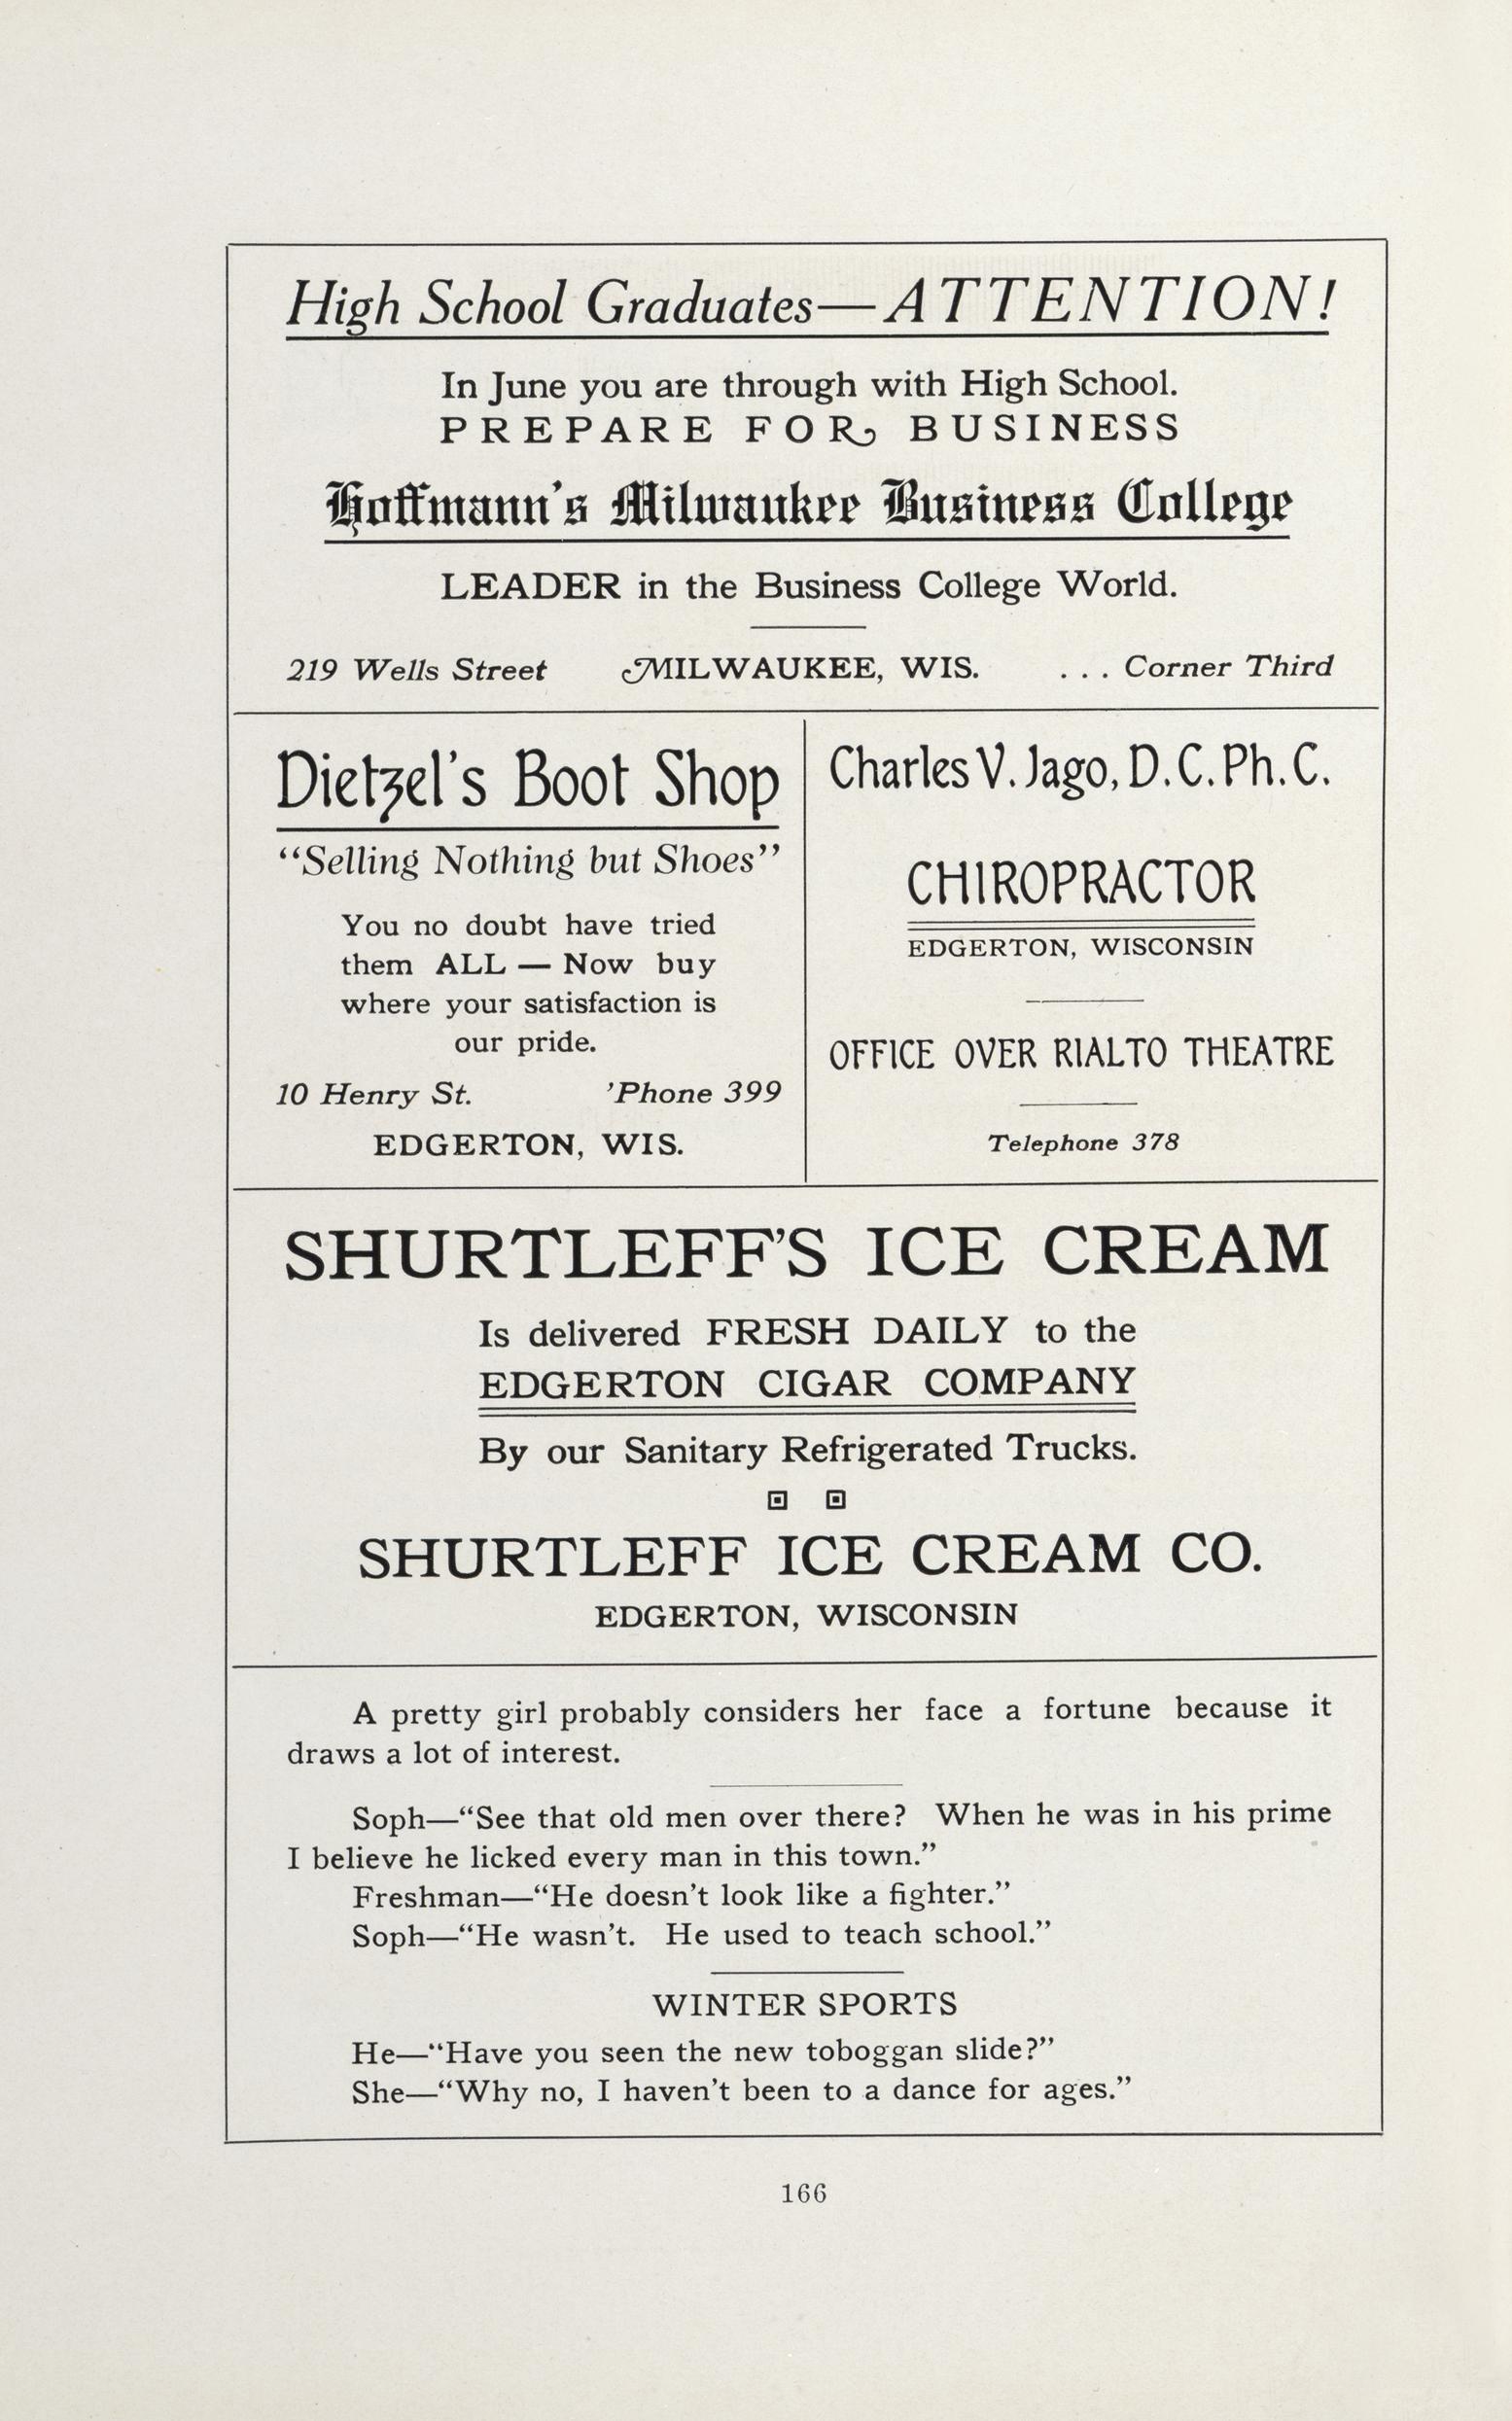 High School Graduates—ATTENTION!
In June you are through with High School.
PREPARE FOR BUSINESS
Hoffmann's Milwaukee Business College
LEADER in the Business College World.
219 Wells Street MILWAUKEE, WIS. . . . Corner Third
Dietzel's Boot Shop
"Selling Nothing but Shoes"
You no doubt have tried
them ALL — Now buy
where your satisfaction is
our pride.
10 Henry St. 'Phone 399
EDGERTON, WIS.
Charles V. Jago, D. C. Ph. C.
CHIROPRACTOR
EDGERTON, WISCONSIN
OFFICE OVER RIALTO THEATRE
Telephone 378
SHURTLEFF'S ICE CREAM
Is delivered FRESH DAILY to the
EDGERTON CIGAR COMPANY
By our Sanitary Refrigerated Trucks.
SHURTLEFF ICE CREAM CO.
EDGERTON, WISCONSIN
A pretty girl probably considers her face a fortune because it
draws a lot of interest.
Soph—"See that old men over there? When he was in his prime
I believe he licked every man in this town."
Freshman—"He doesn't look like a fighter."
Soph—"He wasn't. He used to teach school."
WINTER SPORTS
He—"Have you seen the new toboggan slide?"
She—"Why no, I haven't been to a dance for ages."
166